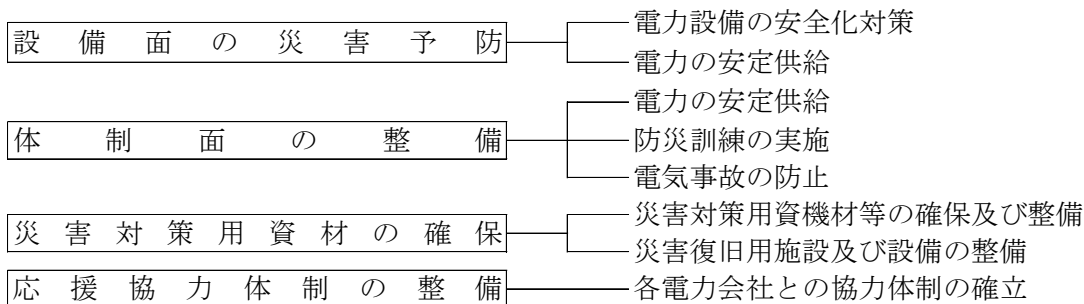 設備面の災害予防
電力設備の安全化対策
電力の安定供給
体制面の整備
電力の安定供給
防災訓練の実施
電気事故の防止
災害対策用資材の確保
災害対策用資機材等の確保及び整備
災害復旧用施設及び設備の整備
応援協力体制の整備
各電力会社との協力体制の確立